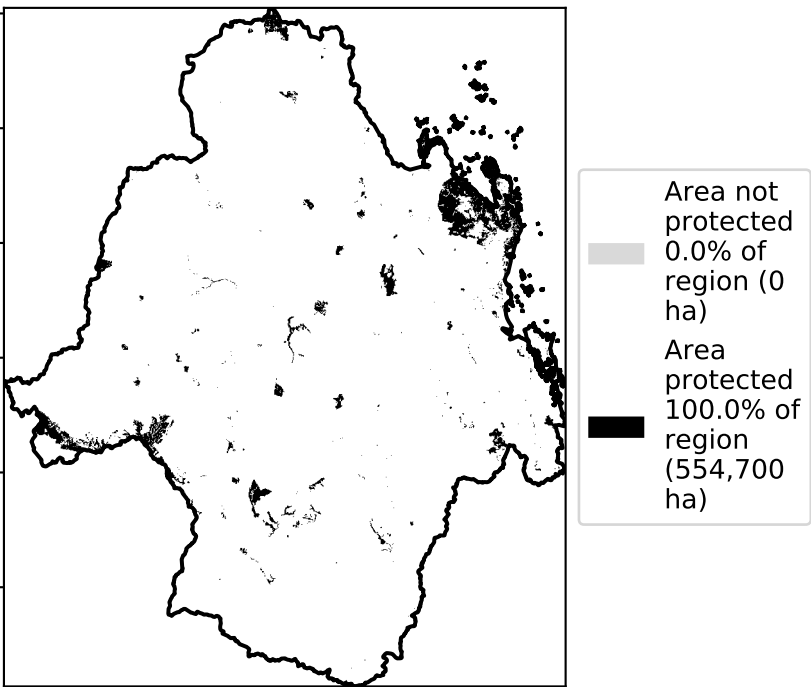 Area not
protected
0.0% of
region (0
ha)
Area
protected
100.0% of
region
(554,700
ha)